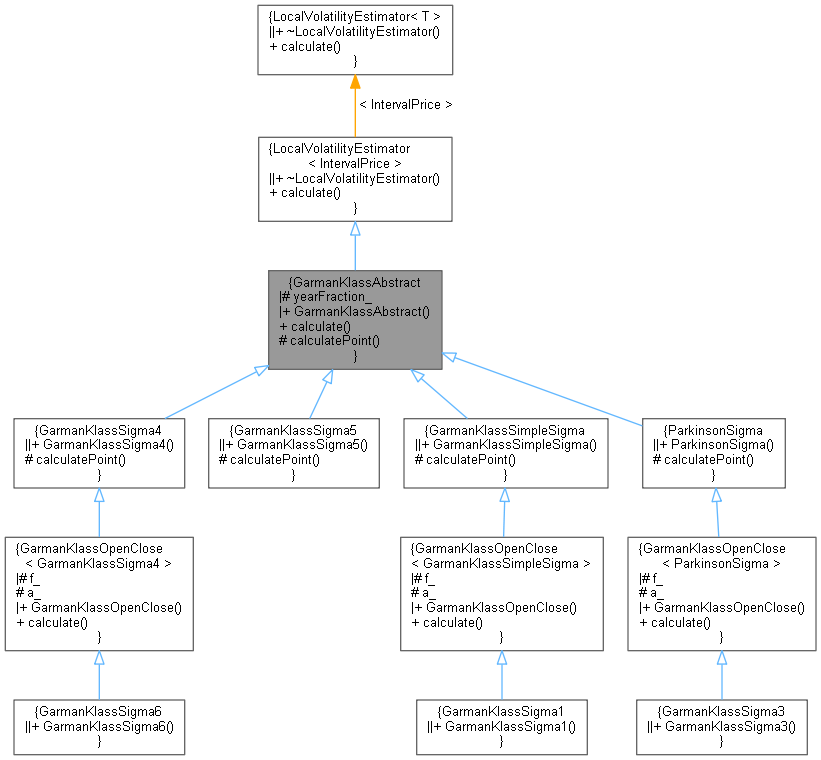 {LocalVolatilityEstimator< T >
||+ ~LocalVolatilityEstimator()
+ calculate()
}
< IntervalPrice >
{LocalVolatilityEstimator
< IntervalPrice >
||+ ~LocalVolatilityEstimator()
+ calculate()
}
{GarmanKlassAbstract
|# yearFraction_
|+ GarmanKlassAbstract()
+ calculate()
# calculatePoint()
}
{GarmanKlassSigma4
||+ GarmanKlassSigma4()
# calculatePoint()
}
{GarmanKlassSigma5
||+ GarmanKlassSigma5()
# calculatePoint()
}
{GarmanKlassSimpleSigma
||+ GarmanKlassSimpleSigma()
# calculatePoint()
}
{ParkinsonSigma
||+ ParkinsonSigma()
# calculatePoint()
}
{GarmanKlassOpenClose
< GarmanKlassSigma4 >
|# f_
# a_
|+ GarmanKlassOpenClose()
+ calculate()
}
{GarmanKlassOpenClose
< GarmanKlassSimpleSigma >
|# f_
# a_
|+ GarmanKlassOpenClose()
+ calculate()
}
{GarmanKlassOpenClose
< ParkinsonSigma >
|# f_
# a_
|+ GarmanKlassOpenClose()
+ calculate()
}
{GarmanKlassSigma6
||+ GarmanKlassSigma6()
}
{GarmanKlassSigma1
||+ GarmanKlassSigma1()
}
{GarmanKlassSigma3
||+ GarmanKlassSigma3()
}